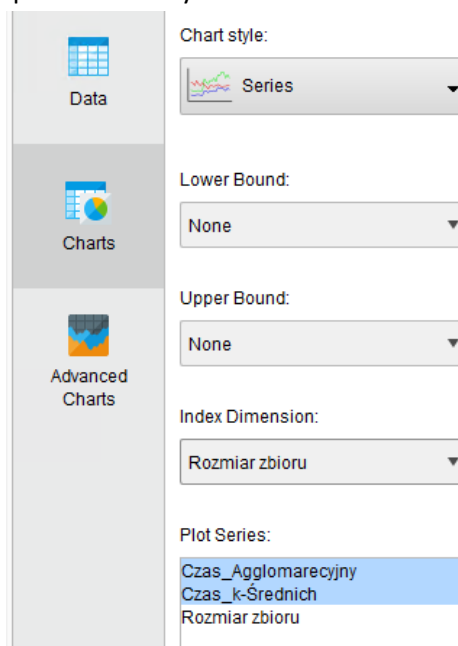 Data
Charts
Advanced
Charts
Chart style:
Series
Lower Bound:
None
Upper Bound:
None
Index Dimension:
Rozmiar zbioru
Plot Series:
Czas_Agglomarecyjny
Czas_k-Średnich
Rozmiar zbioru